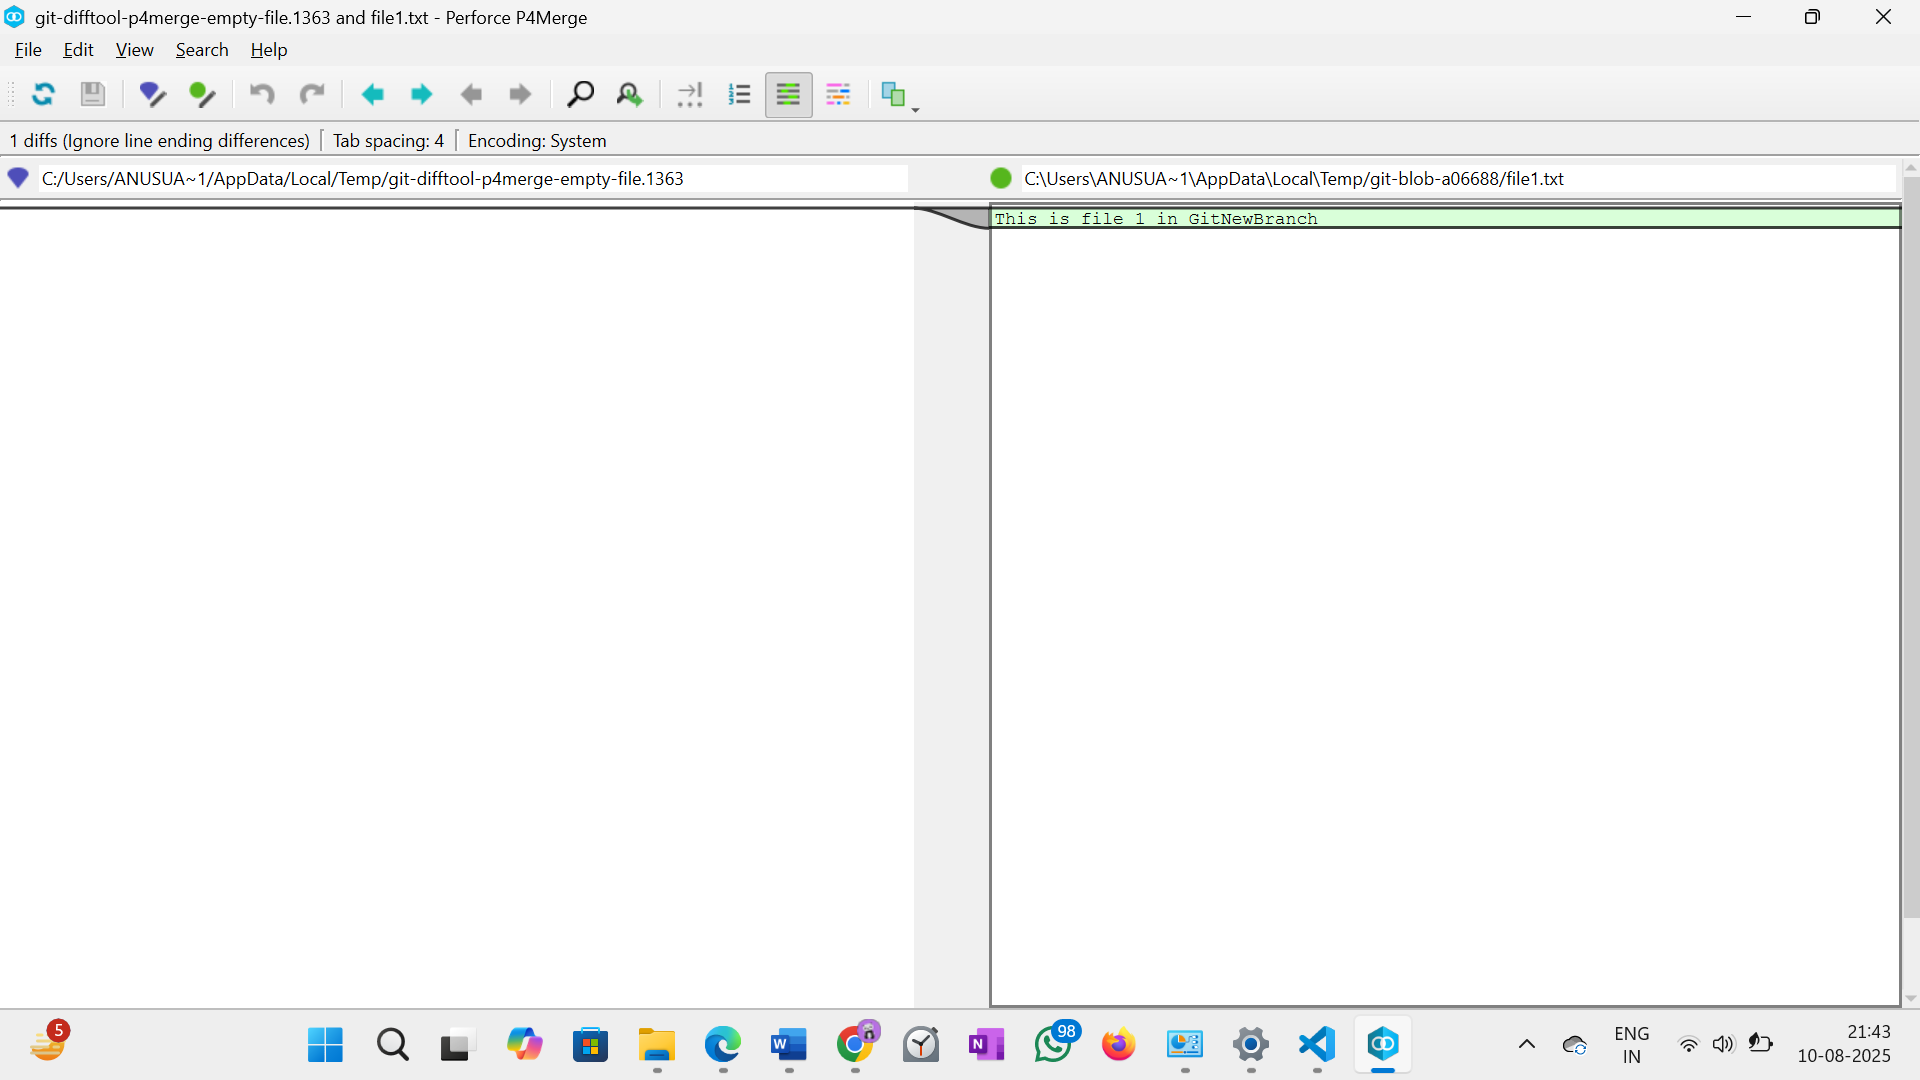 git-difftool-p4merge-empty-file.1363 and file1.txt - Perforce P4Merge
File Edit View Search Help
1 diffs (Ignore line ending differences) Tab spacing: 4 Encoding: System
C:/Users/ANUSUA~1/AppData/Local/Temp/git-difftool-p4merge-empty-file.1363
C:\Users\ANUSUA~1\AppData\Local\Temp/git-blob-a06688/file1.txt
This is file 1 in GitNewBranch
5
98
ENG
IN
21:43
10-08-2025